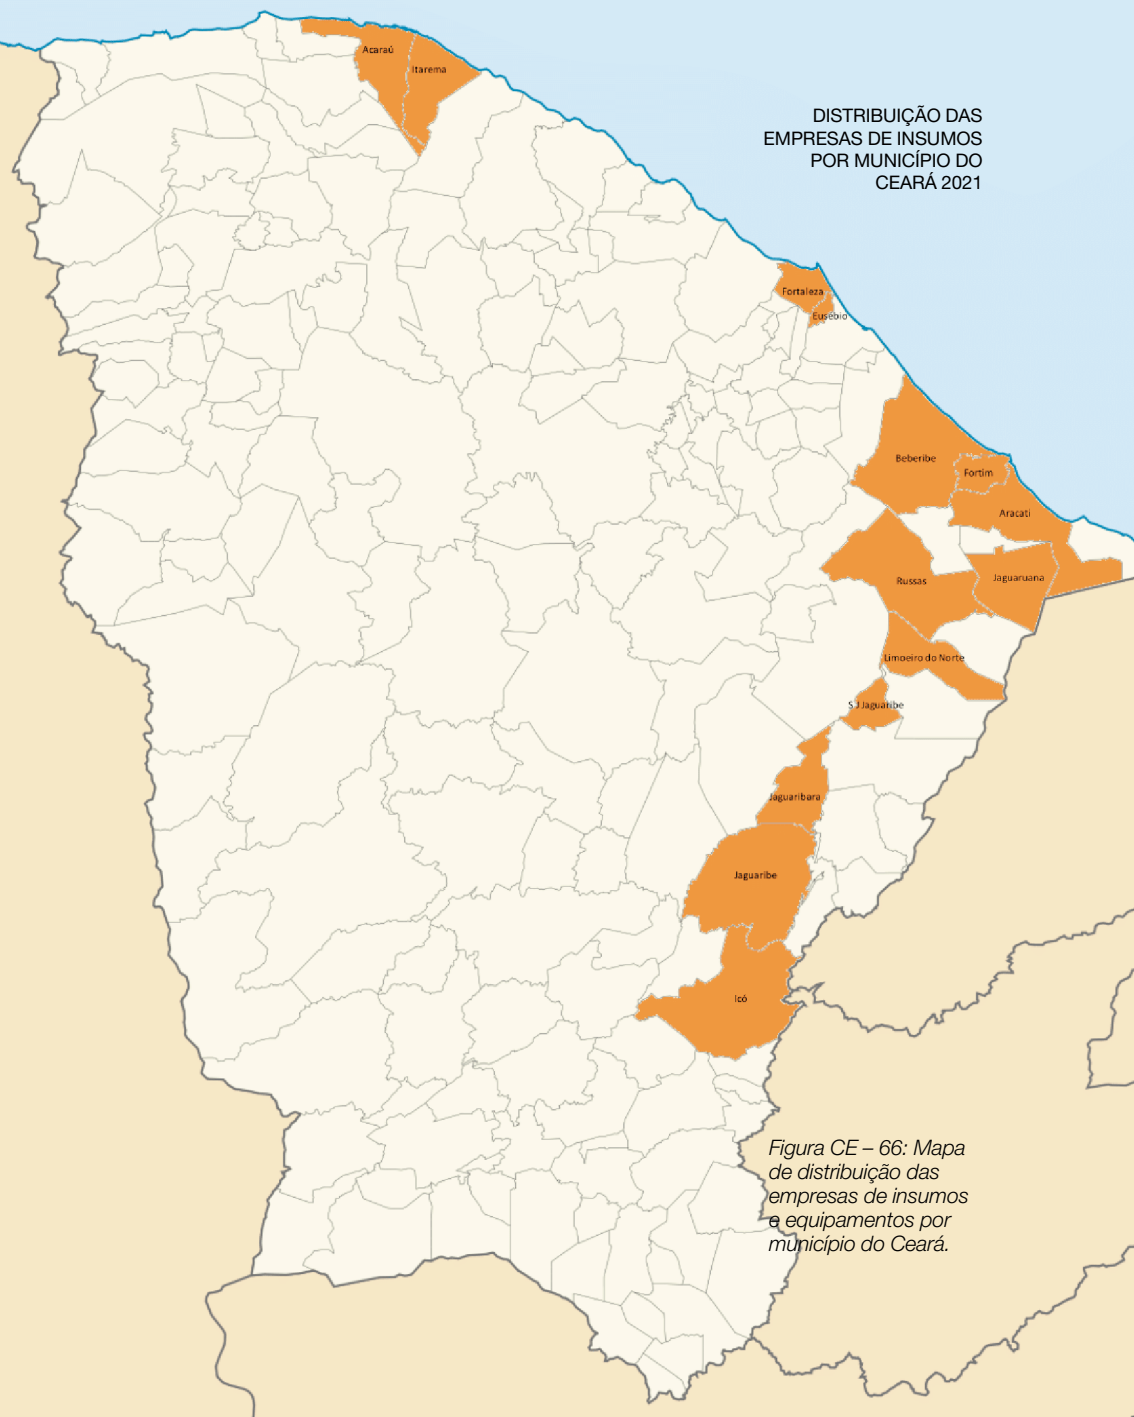 Acaraú
Itarema
DISTRIBUIÇÃO DAS
EMPRESAS DE INSUMOS
POR MUNICÍPIO DO
CEARÁ 2021
Fortaleza
Eusébio
Beberibe
Fortim
Aracati
Russas
Jaguaruana
Limoeiro do Norte
S J Jaguaribe
Jaguaribara
Jaguaribe
Icó
Figura CE – 66: Mapa
de distribuição das
empresas de insumos
e equipamentos por
município do Ceará.